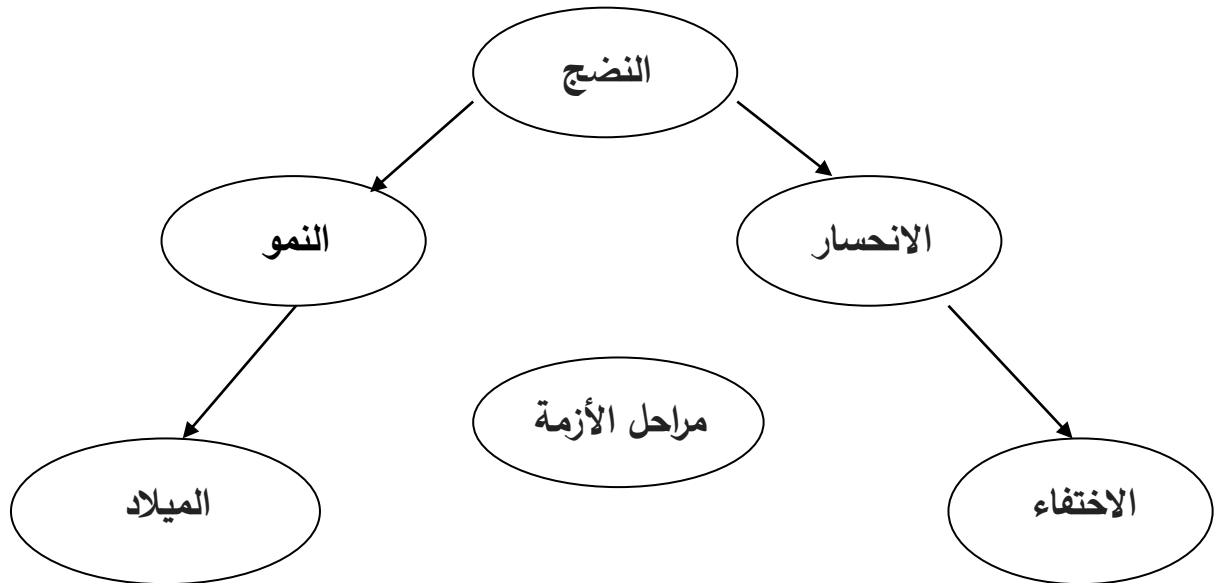 النضج
الانحسار
النمو
مراحل الأزمة
الاختفاء
الميلاد